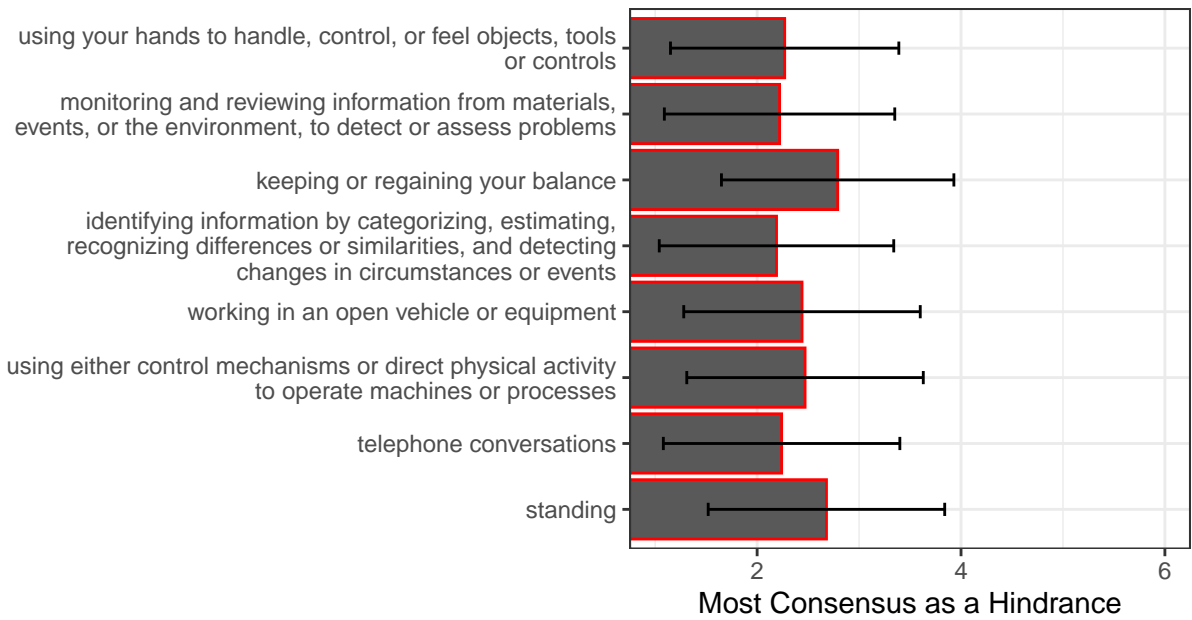 using your hands to handle, control, or feel objects, tools
or controls
monitoring and reviewing information from materials,
events, or the environment, to detect or assess problems
keeping or regaining your balance
identifying information by categorizing, estimating,
recognizing differences or similarities, and detecting
changes in circumstances or events
working in an open vehicle or equipment
using either control mechanisms or direct physical activity
to operate machines or processes
telephone conversations
standing
2 4 6
Most Consensus as a Hindrance